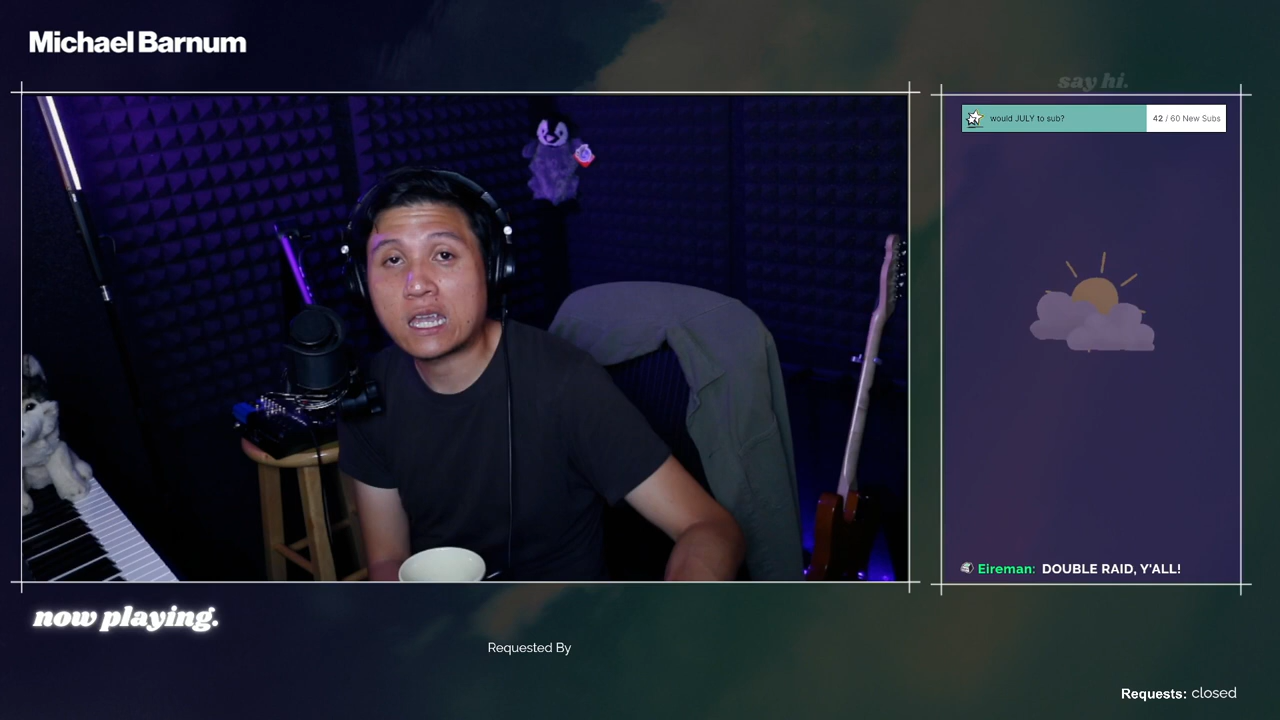 Michael Barnum
say hi.
would JULY to sub?
42 / 60 New Subs
Eireman: DOUBLE RAID, Y'ALL!
now playing.
Requested By
Requests: closed